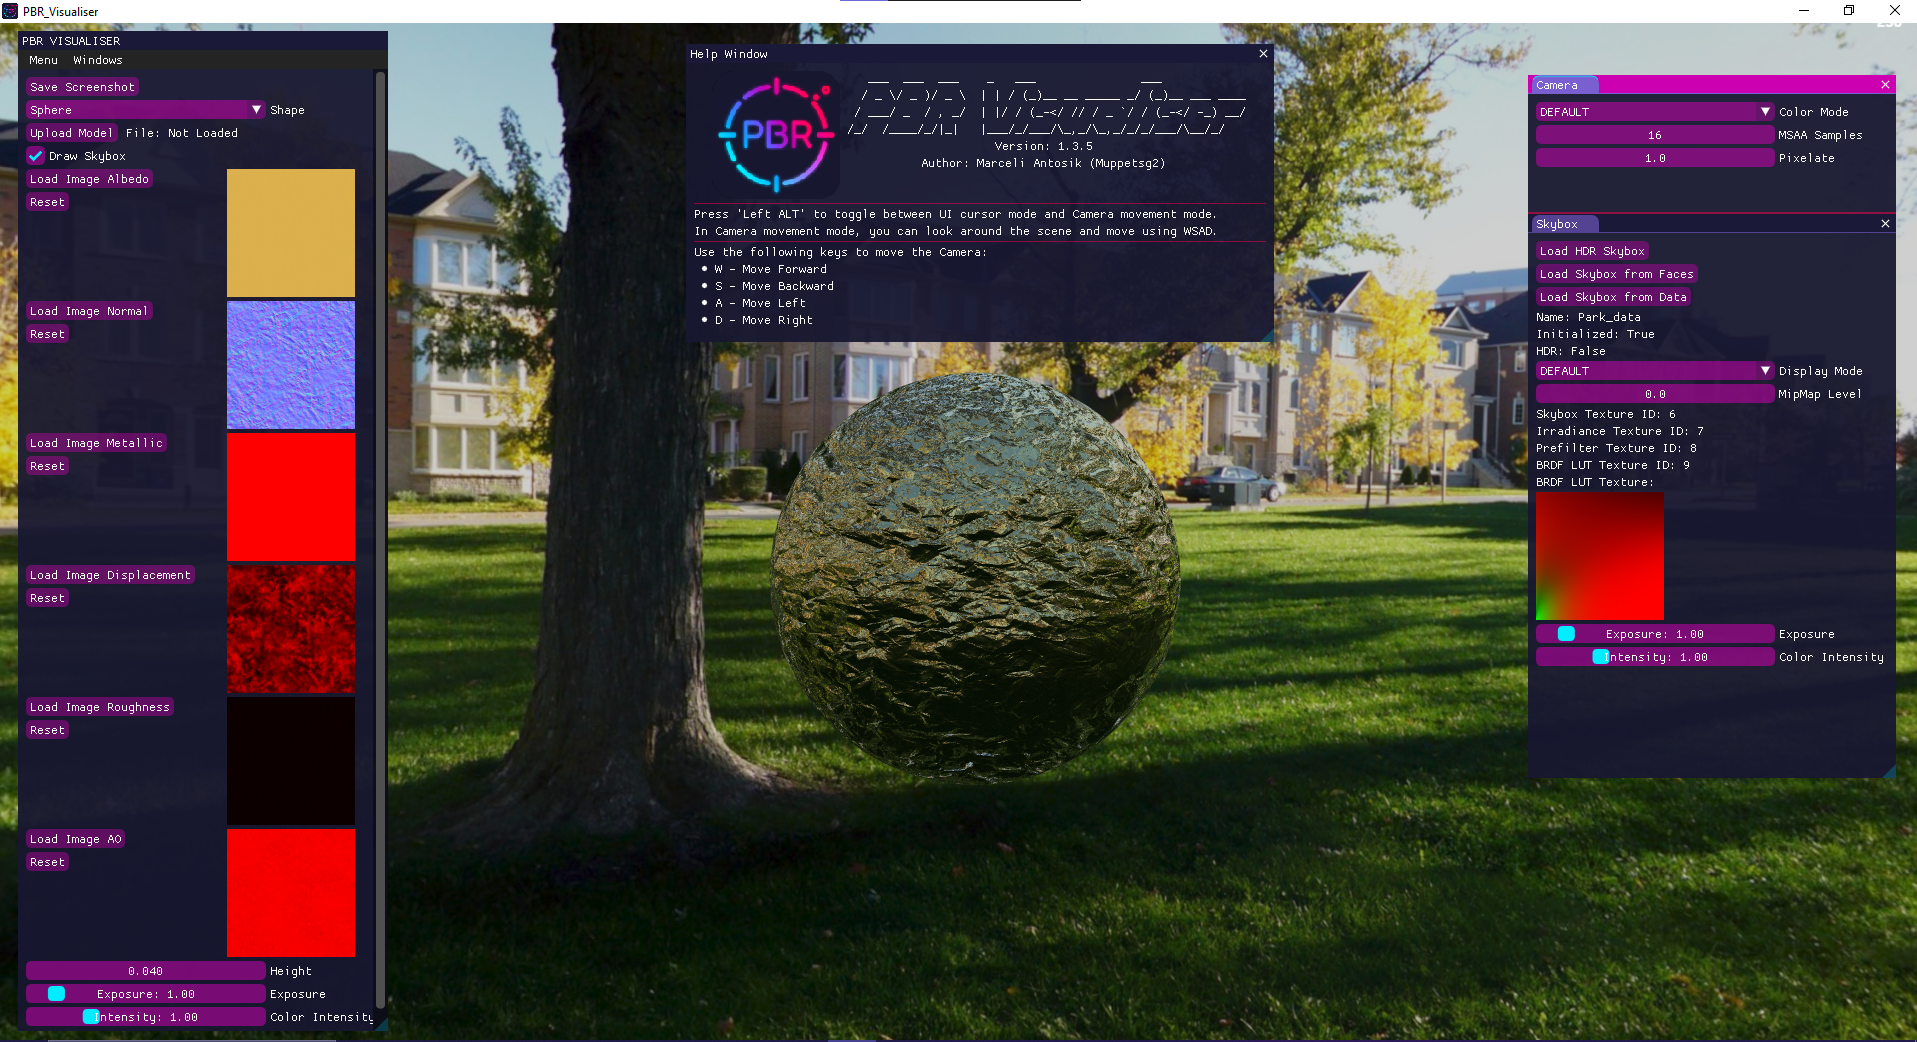 PBR_Visualiser
PBR VISUALISER
Menu Windows
Save Screenshot
Sphere Shape
Upload Model File: Not Loaded
Draw Skybox
Load Image Albedo
Reset
Load Image Normal
Reset
Load Image Metallic
Reset
Load Image Displacement
Reset
Load Image Roughness
Reset
Load Image AO
Reset
0.040 Height
Exposure: 1.00 Exposure
Intensity: 1.00 Color Intensity
Help Window
PBR
PBR Visualiser
Version: 1.3.5
Author: Marceli Antosik (Muppetsg2)
Press 'Left ALT' to toggle between UI cursor mode and Camera movement mode.
In Camera movement mode, you can look around the scene and move using WSAD.
Use the following keys to move the Camera:
W - Move Forward
S - Move Backward
A - Move Left
D - Move Right
Camera
DEFAULT Color Mode
16 MSAA Samples
1.0 Pixelate
Skybox
Load HDR Skybox
Load Skybox from Faces
Load Skybox from Data
Name: Park_data
Initialized: True
HDR: False
DEFAULT Display Mode
0.0 MipMap Level
Skybox Texture ID: 6
Irradiance Texture ID: 7
Prefilter Texture ID: 8
BRDF LUT Texture ID: 9
BRDF LUT Texture:
Exposure: 1.00 Exposure
Intensity: 1.00 Color Intensity